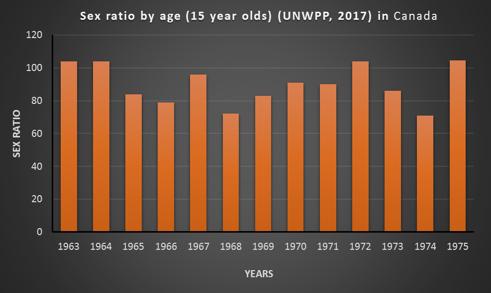 Sex ratio by age (15 year olds) (UNWPP, 2017) in Canada
120
100
80
60
40
20
0
SEX RATIO
1963 1964 1965 1966 1967 1968 1969 1970 1971 1972 1973 1974 1975
YEARS